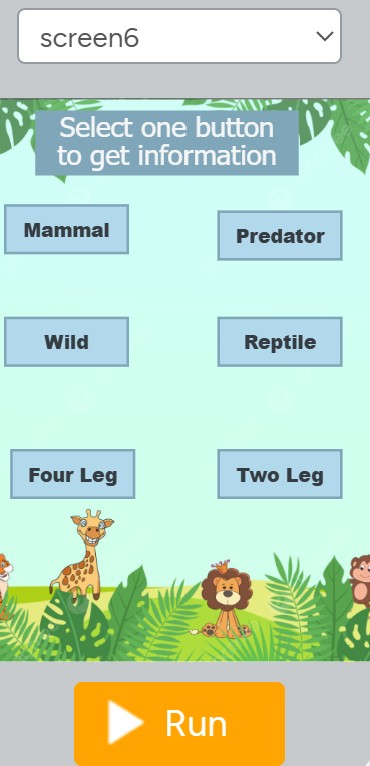 screen6
Select one button
to get information
Mammal
Predator
Wild
Reptile
Four Leg
Two Leg
Run